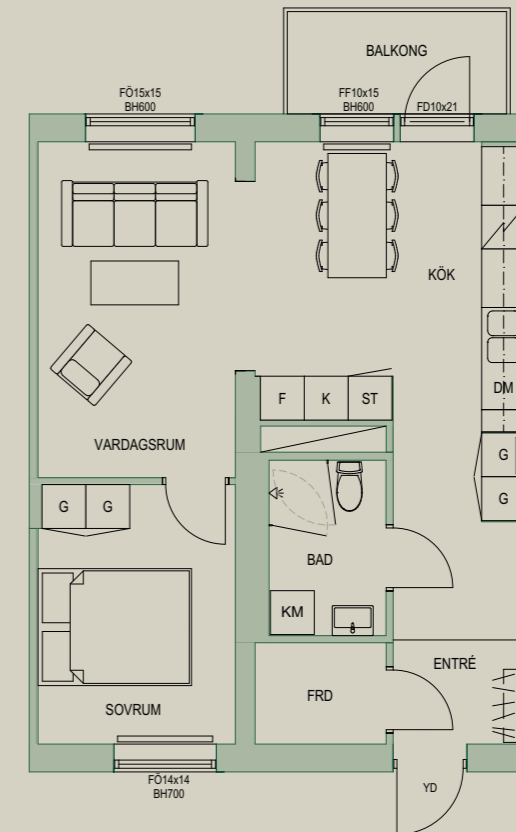 BALKONG
FÖ15x15
BH600
FF10x15
BH600
FD10x21
KÖK
F
K
ST
DM
VARDAGSRUM
G
G
G
G
BAD
KM
ENTRÉ
FRD
SOVRUM
FÖ14x14
BH700
YD